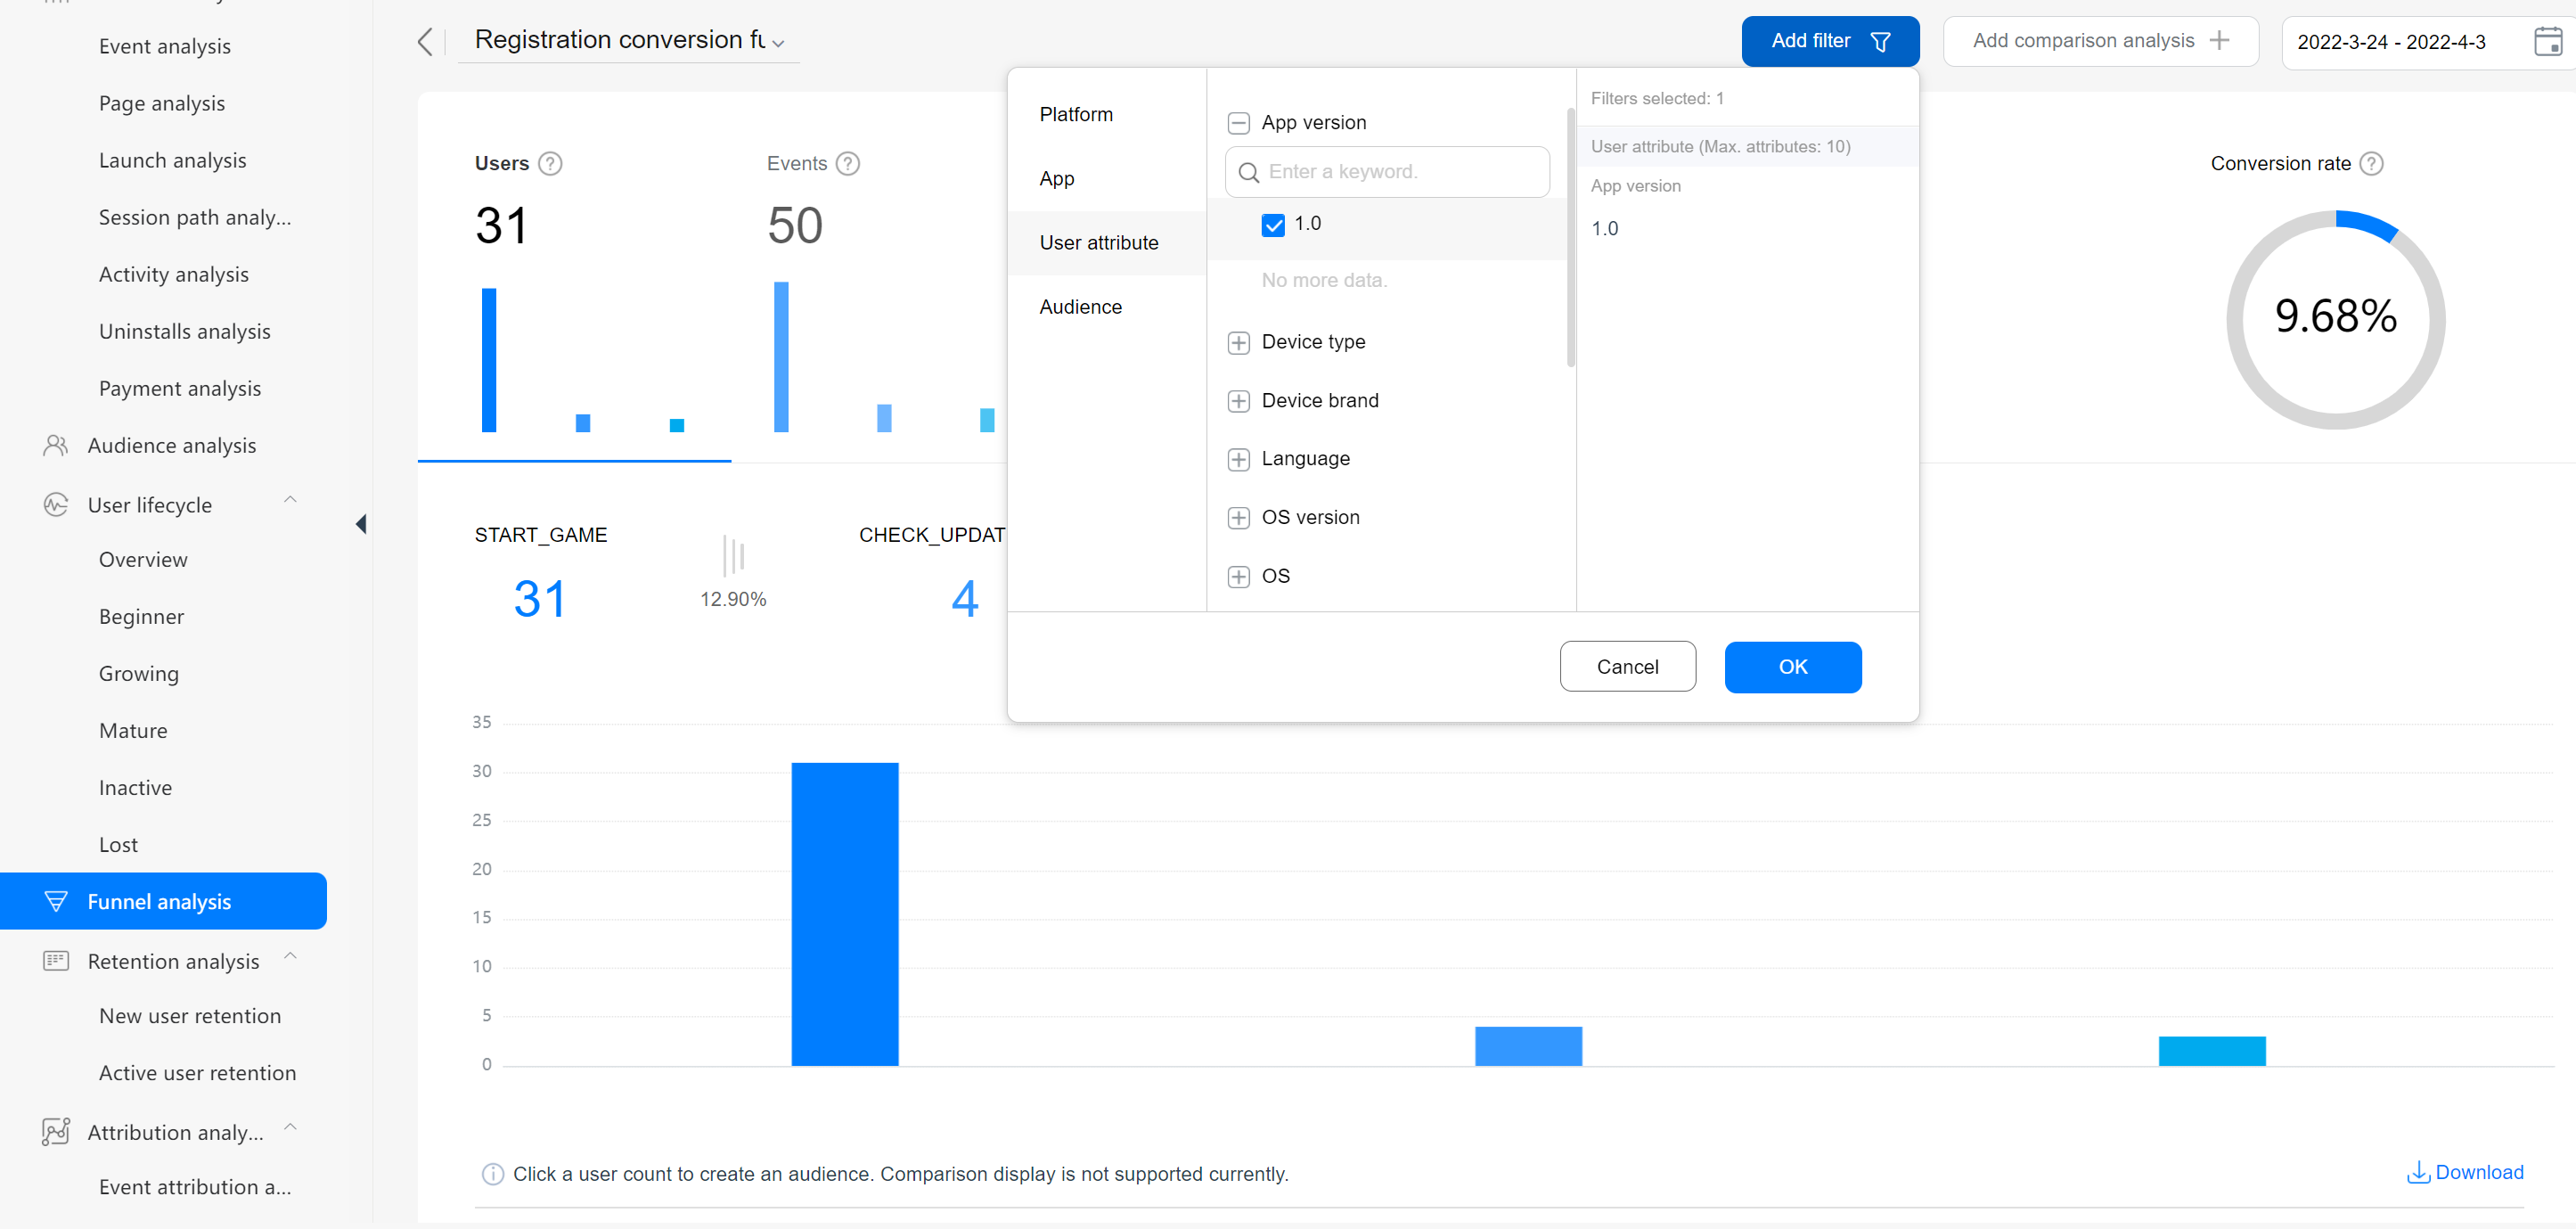 Event analysis
Page analysis
Launch analysis
Session path analy...
Activity analysis
Uninstalls analysis
Payment analysis
Audience analysis
User lifecycle
Overview
Beginner
Growing
Mature
Inactive
Lost
Funnel analysis
Retention analysis
New user retention
Active user retention
Attribution analy...
Event attribution a...
Registration conversion fu
Add filter
Add comparison analysis
2022-3-24 - 2022-4-3
Users
31
Events
50
Platform
App
User attribute
Audience
App version
Enter a keyword.
1.0
No more data.
Device type
Device brand
Language
OS version
OS
Filters selected: 1
User attribute (Max. attributes: 10)
App version
1.0
Cancel
OK
Conversion rate
9.68%
START_GAME
31
12.90%
CHECK_UPDAT
4
35
30
25
20
15
10
5
0
Click a user count to create an audience. Comparison display is not supported currently.
Download